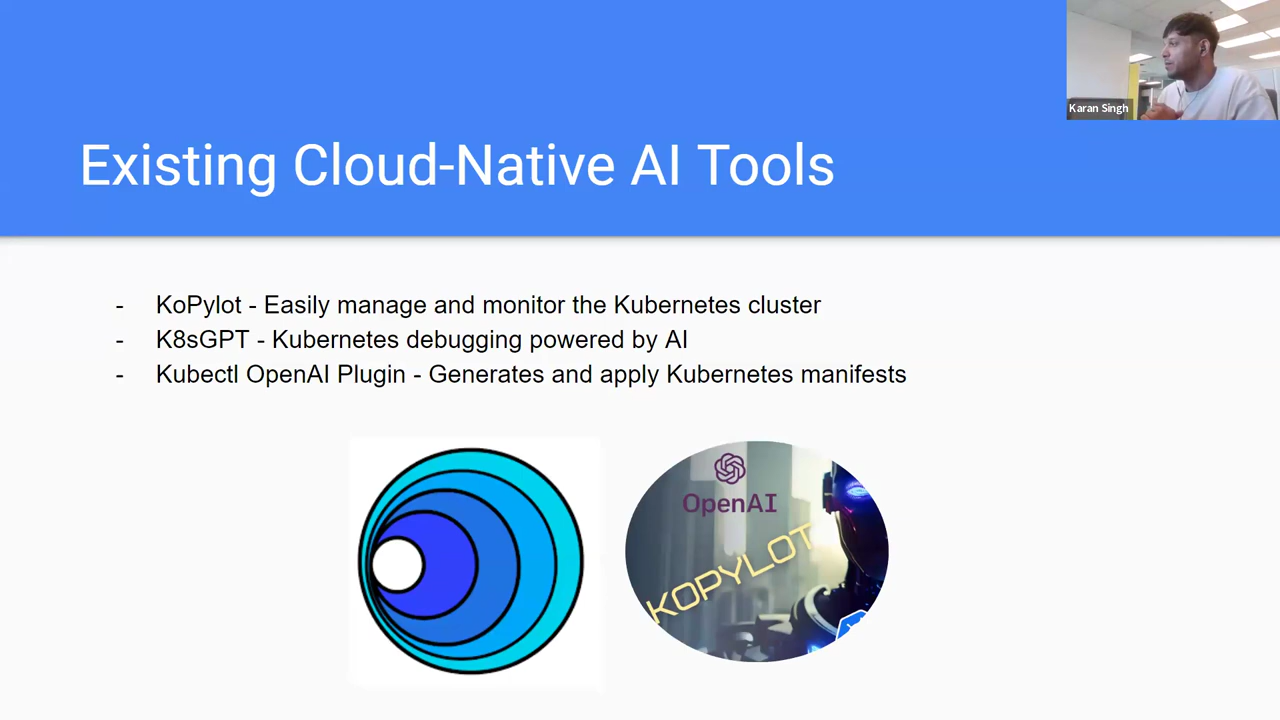 Karan Singh
Existing Cloud-Native AI Tools
- KoPylot - Easily manage and monitor the Kubernetes cluster
- K8sGPT - Kubernetes debugging powered by AI
- Kubectl OpenAI Plugin - Generates and apply Kubernetes manifests
OpenAI
KOPYLOT